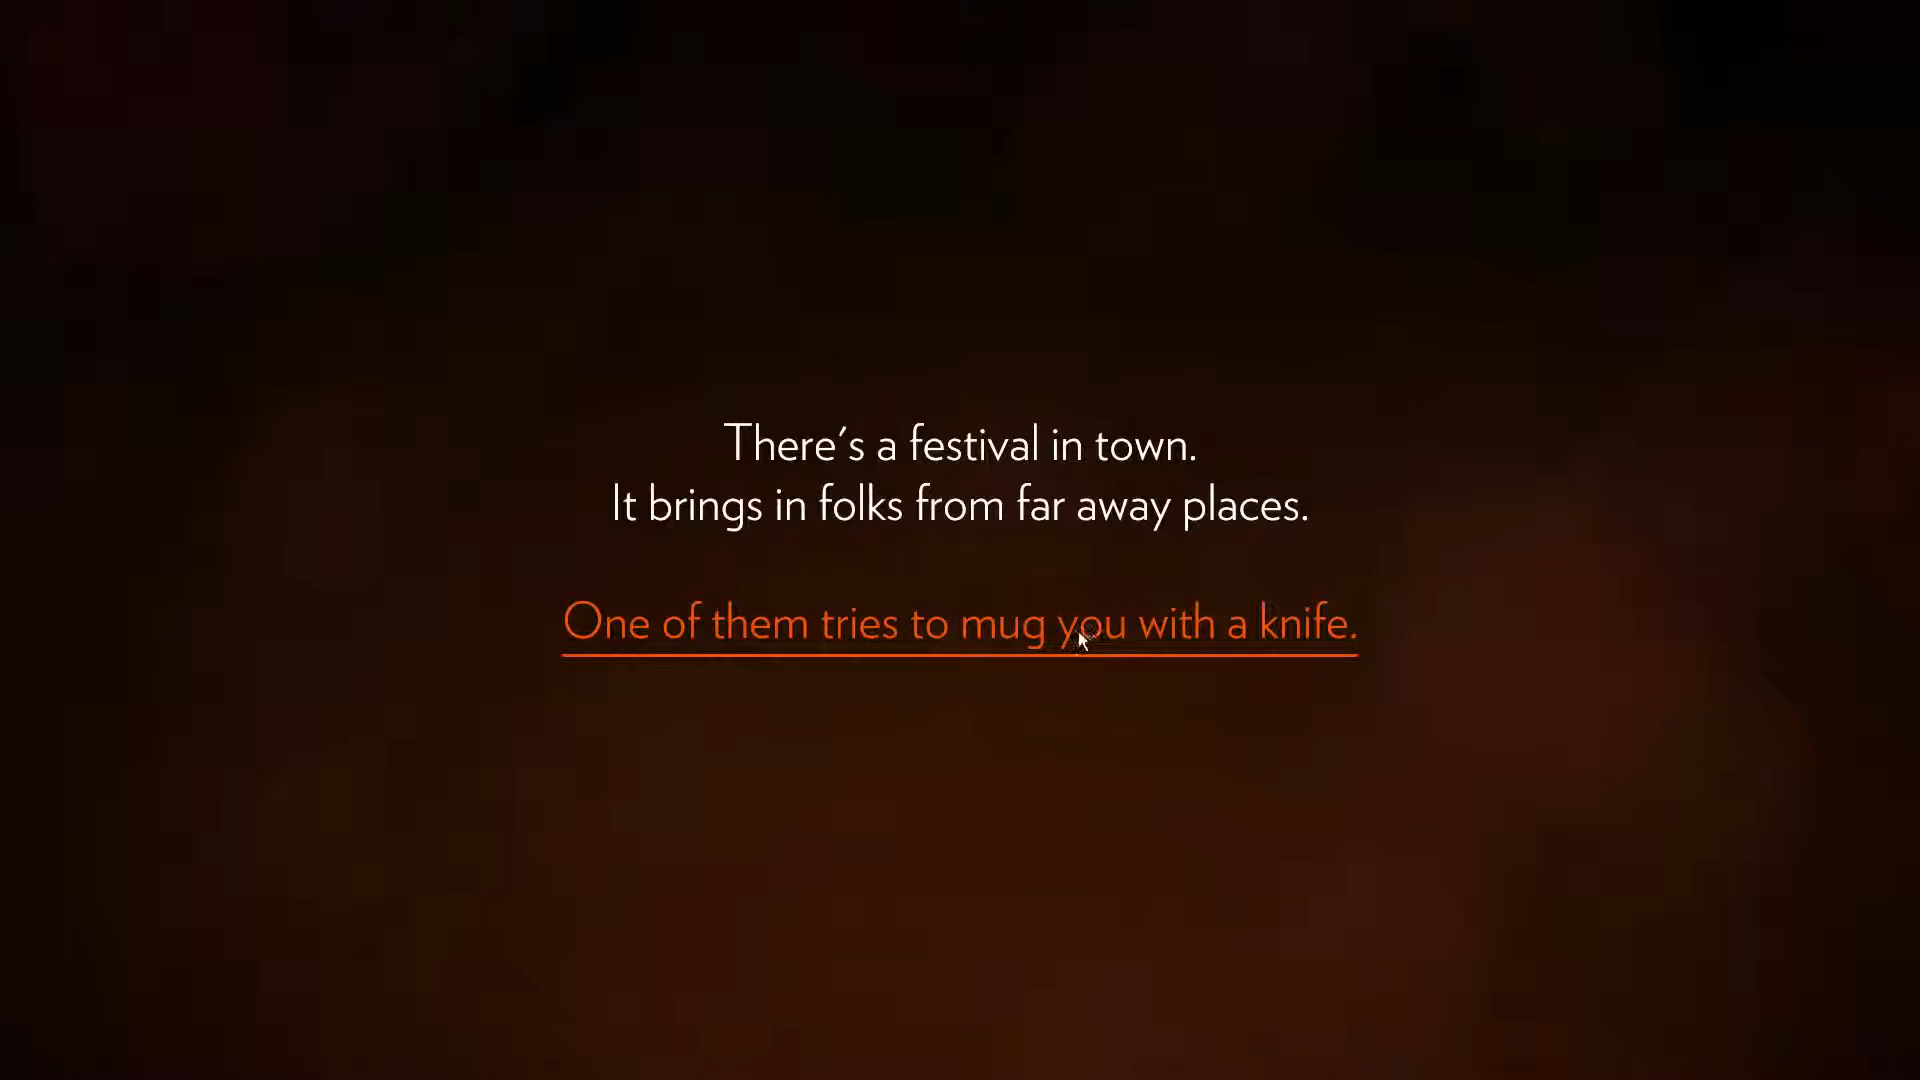 There's a festival in town.
It brings in folks from far away places.
One of them tries to mug you with a knife.